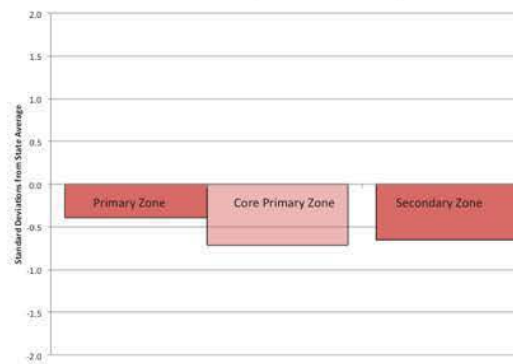 Standard Deviations from State Average
2.0
1.5
1.0
0.5
0.0
-0.5
-1.0
-1.5
-2.0
Primary Zone
Core Primary Zone
Secondary Zone